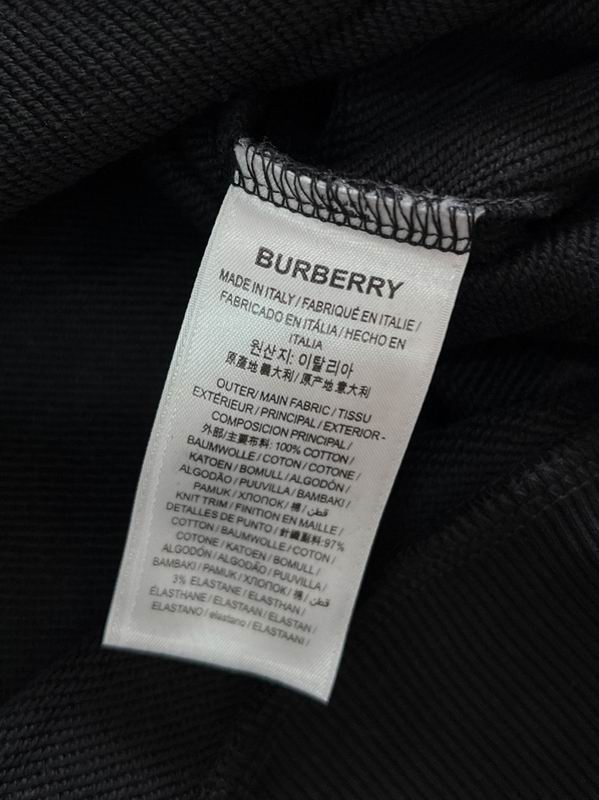 BURBERRY
MADE IN ITALY / FABRIQUÉ EN ITALIE /
FABRICADO EN ITÁLIA / HECHO EN
ITALIA
원산지: 이탈리아
原產地義大利 / 原产地意大利
OUTER/ MAIN FABRIC / TISSU
EXTÉRIEUR / PRINCIPAL / EXTERIOR -
COMPOSICION PRINCIPAL /
外部/主要布料: 100% COTTON /
BAUMWOLLE / COTON / COTONE /
KATOEN / BOMULL / ALGODÓN /
ALGODÃO / PUUVILLA / BAMBAKI /
PAMUK / ХЛОПОК / 棉 / قطن /
KNIT TRIM / FINITION EN MAILLE /
DETALLES DE PUNTO / 針織配料: 97%
COTTON / BAUMWOLLE / COTON /
COTONE / KATOEN / BOMULL /
ALGODÓN / ALGODÃO / PUUVILLA /
BAMBAKI / PAMUK / ХЛОПОК / 棉 / قطن /
3% ELASTANE / ELASTHAN /
ÉLASTHANE / ELASTAAN / ELASTAN /
ELASTANO / elastano / ELASTAANI /